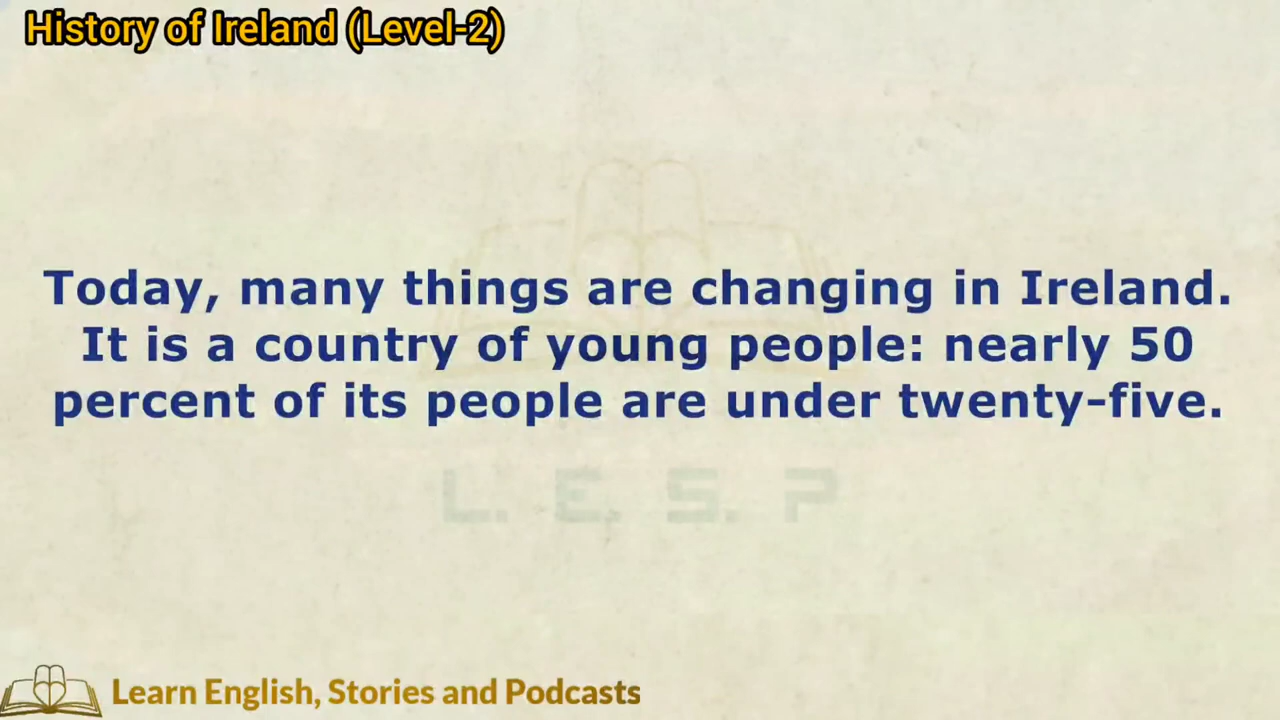 History of Ireland (Level-2)
Today, many things are changing in Ireland.
It is a country of young people: nearly 50
percent of its people are under twenty-five.
L. E. S. P
Learn English, Stories and Podcasts